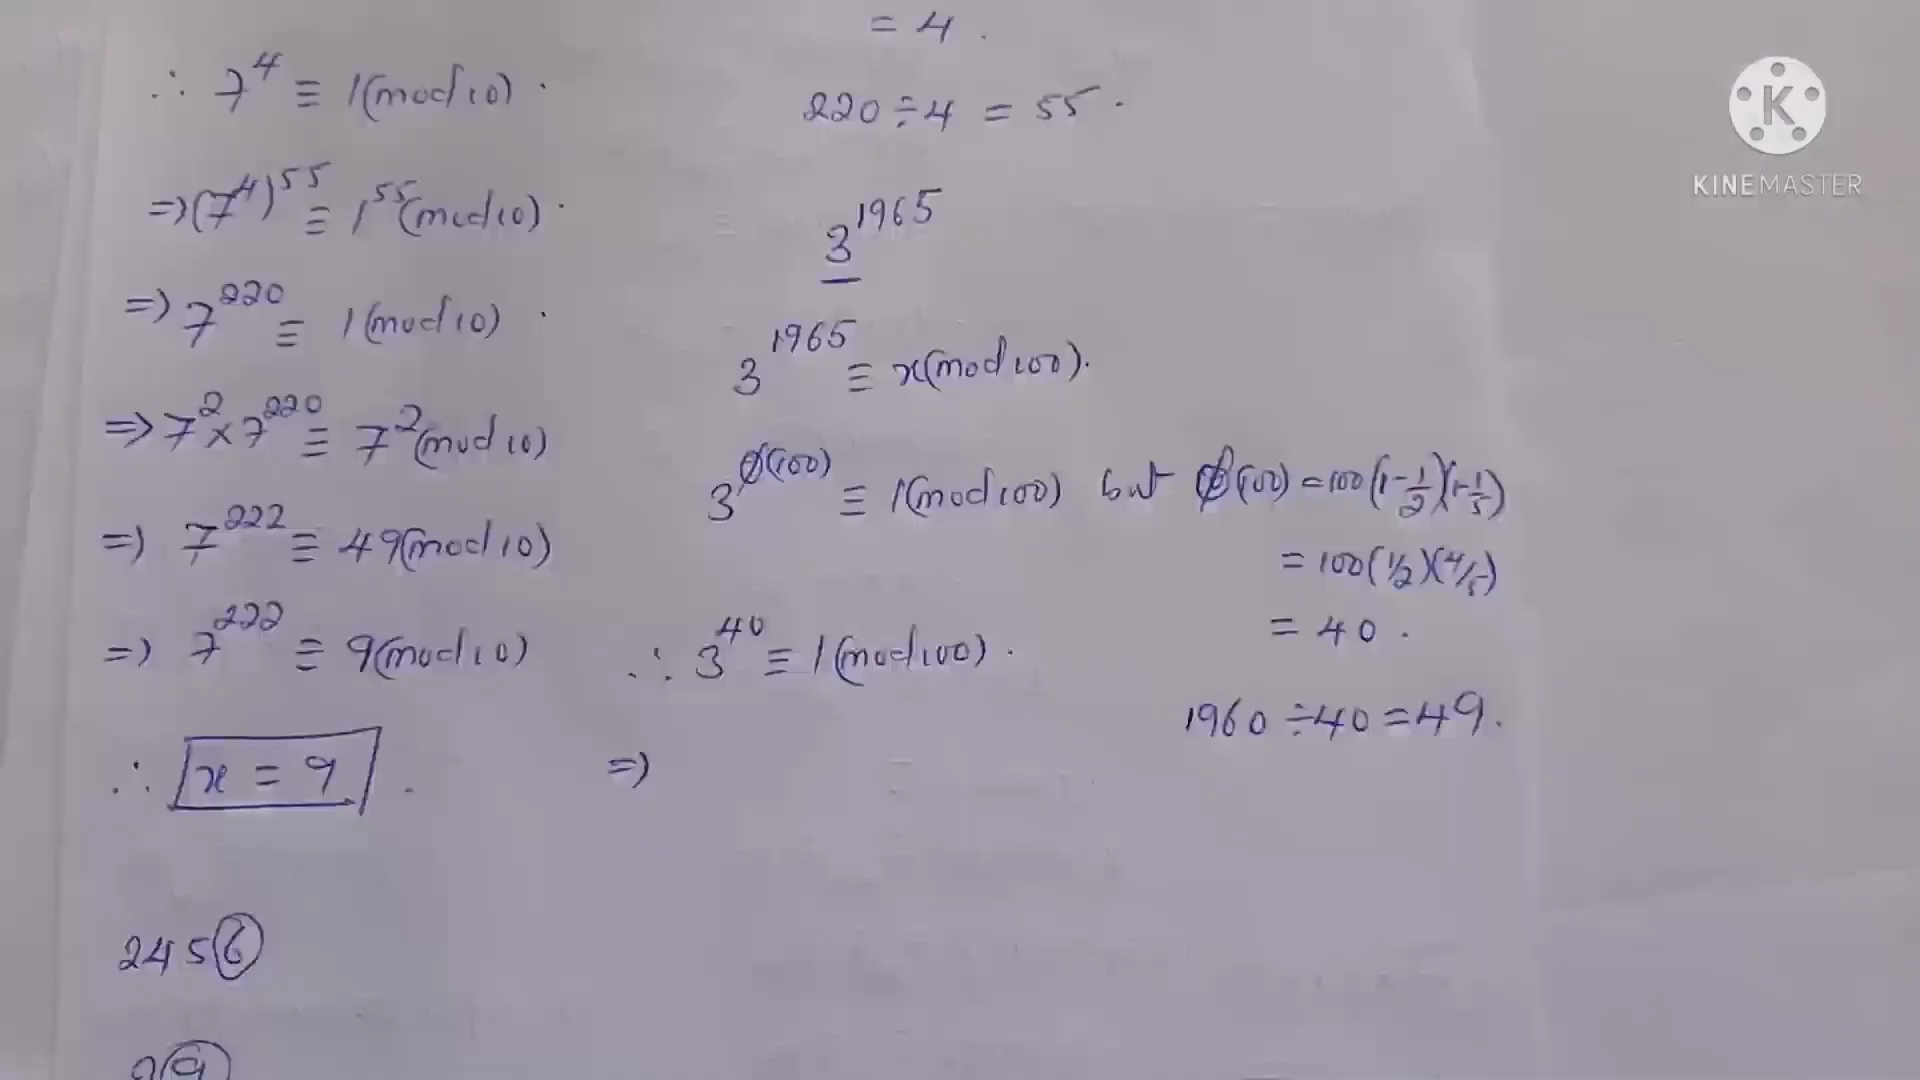 = 4 .
∴ 7^4 ≡ 1(mod 10) .
220 ÷ 4 = 55 .
⇒ (7^4)^55 ≡ 1^55 (mod 10) .
3^1965
⇒ 7^220 ≡ 1(mod 10) .
3^1965 ≡ x(mod 100).
⇒ 7^2 × 7^220 ≡ 7^2 (mod 10)
3^ϕ(100) ≡ 1(mod 100) but ϕ(100) = 100(1-1/2)(1-1/5)
⇒ 7^222 ≡ 49(mod 10)
= 100(1/2)(4/5)
= 40 .
⇒ 7^222 ≡ 9(mod 10)
∴ 3^40 ≡ 1(mod 100) .
1960 ÷ 40 = 49 .
∴ x = 9 .
⇒
2456
KINEMASTER